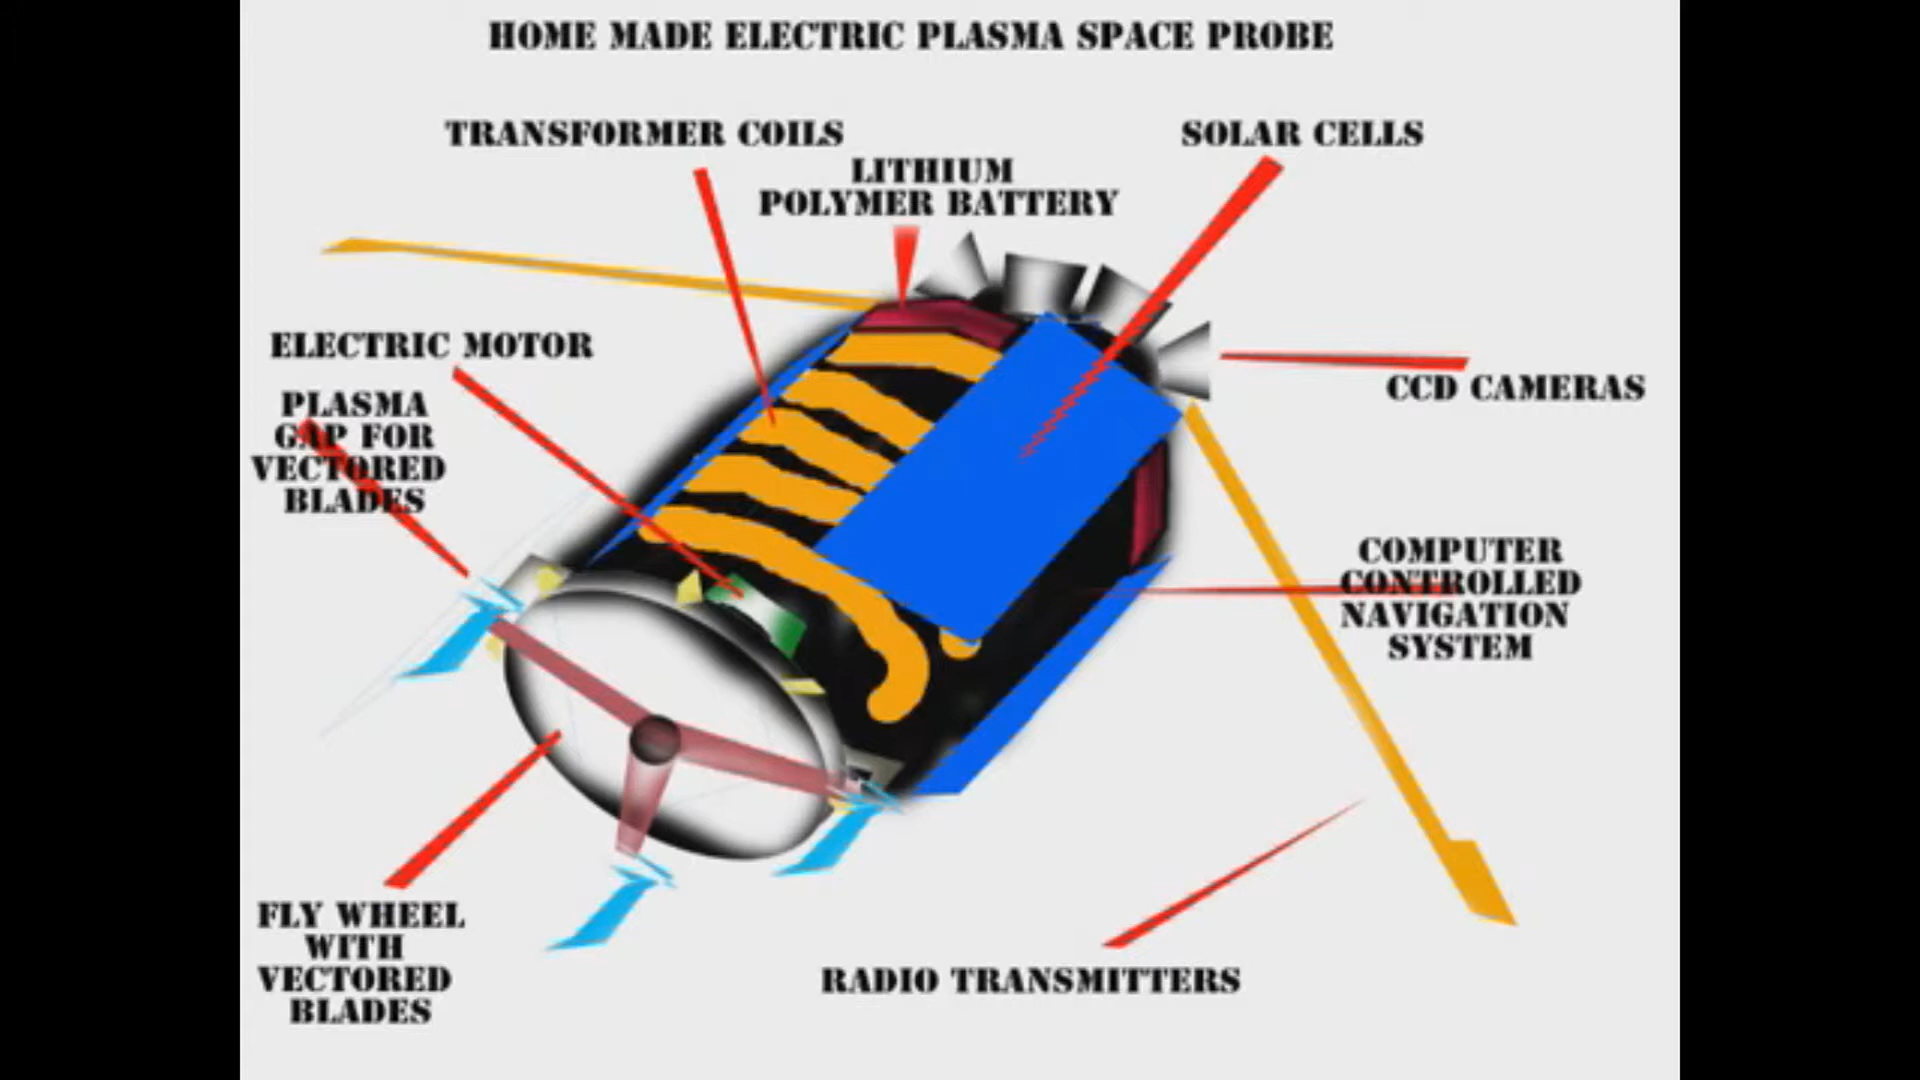 HOME MADE ELECTRIC PLASMA SPACE PROBE
TRANSFORMER COILS
SOLAR CELLS
LITHIUM
POLYMER BATTERY
ELECTRIC MOTOR
CCD CAMERAS
PLASMA
GAP FOR
VECTORED
BLADES
COMPUTER
CONTROLLED
NAVIGATION
SYSTEM
FLY WHEEL
WITH
VECTORED
BLADES
RADIO TRANSMITTERS